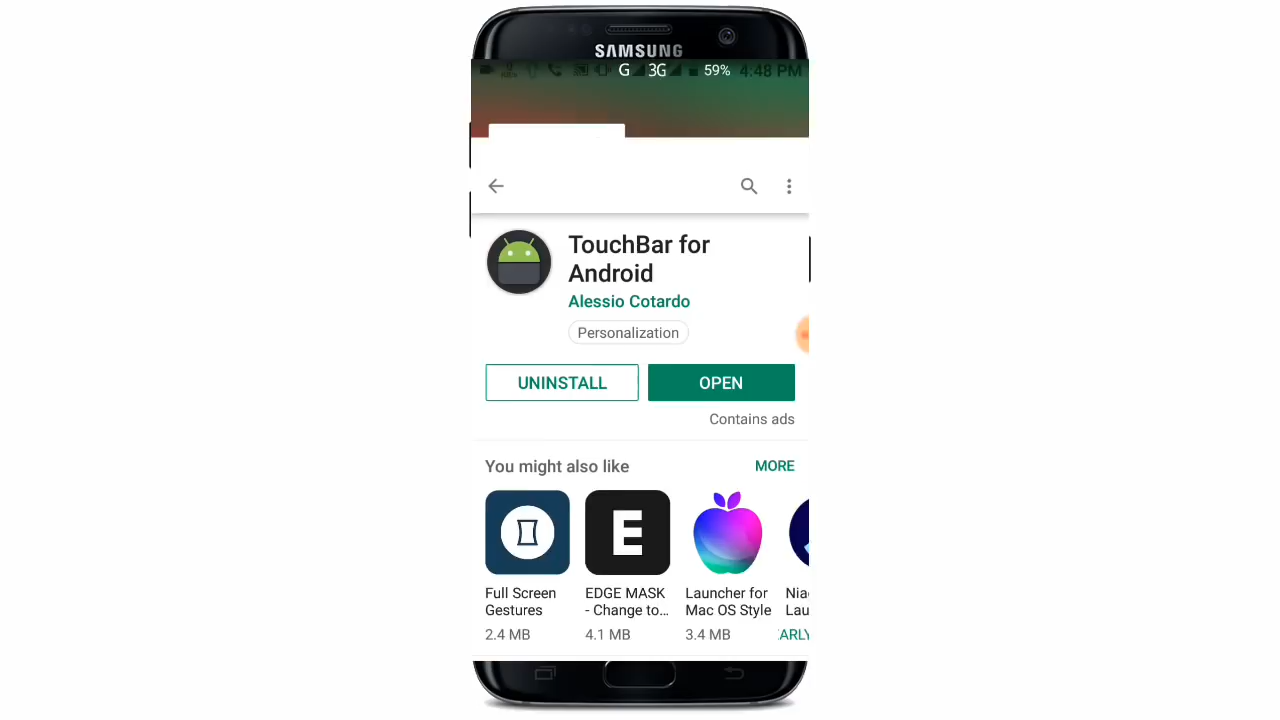 SAMSUNG
G 3G 59% 4:48 PM
TouchBar for
Android
Alessio Cotardo
Personalization
UNINSTALL OPEN
Contains ads
You might also like MORE
E
Full Screen
Gestures
2.4 MB
EDGE MASK
- Change to...
4.1 MB
Launcher for
Mac OS Style
3.4 MB
Nia
Lau
EARLY